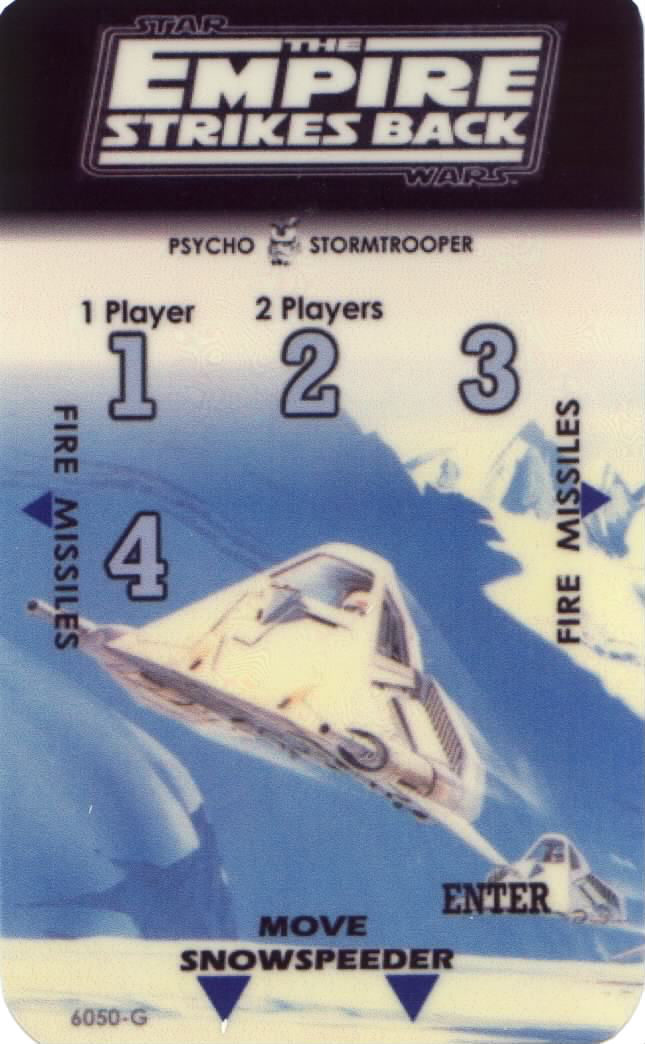 STAR
THE
EMPIRE
STRIKES BACK
WARS™
PSYCHO STORMTROOPER
1 Player 2 Players
1 2 3
FIRE MISSILES
FIRE MISSILES
4
ENTER
MOVE
SNOWSPEEDER
6050-G